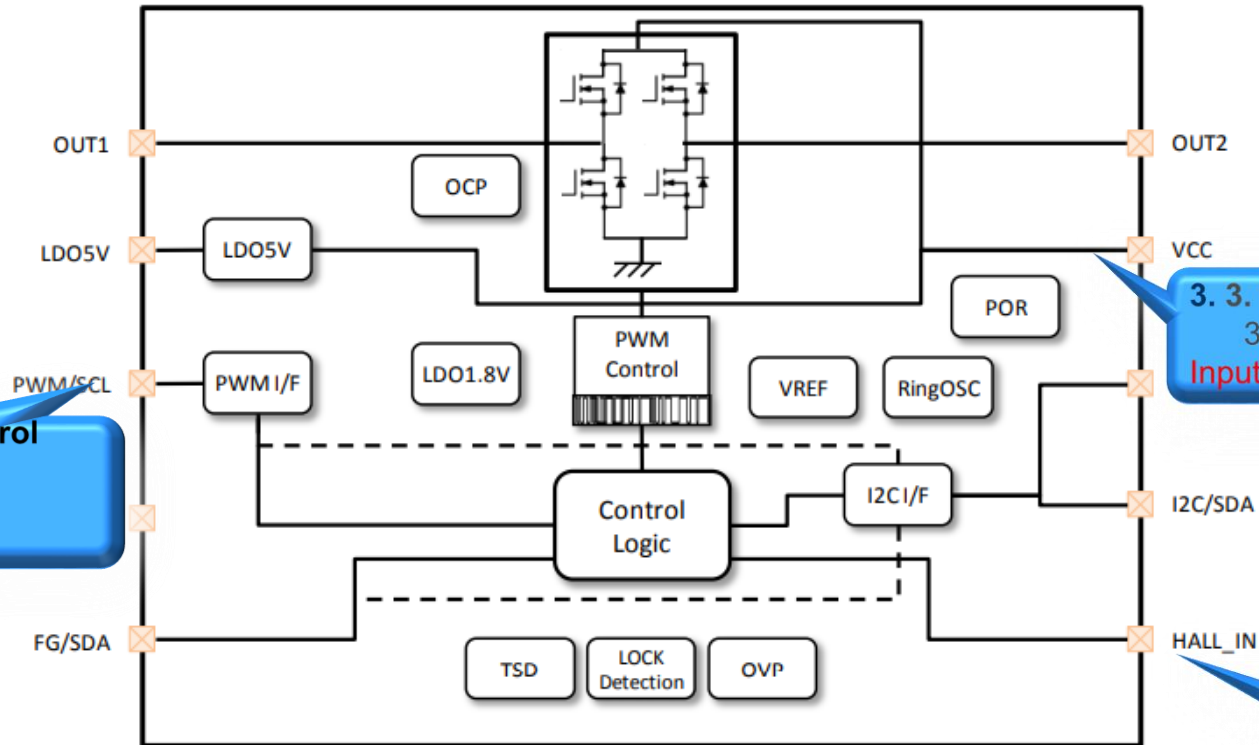 OUT1
OUT2
OCP
LDO5V
LDO5V
VCC
POR
3. 3.
3
Input
PWM
Control
PWM/SCL
PWM I/F
LDO1.8V
VREF
RingOSC
rol
I2C I/F
I2C/SDA
Control
Logic
FG/SDA
HALL_IN
TSD
LOCK
Detection
OVP